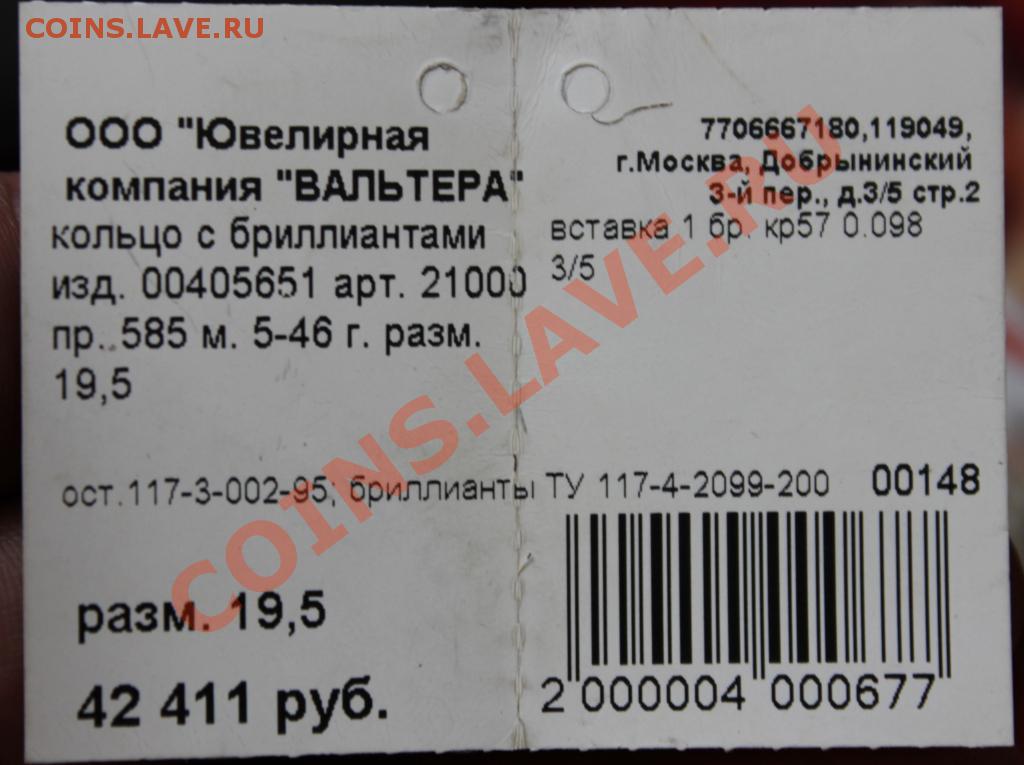 COINS.LAVE.RU
ООО "Ювелирная
компания "ВАЛЬТЕРА"
кольцо с бриллиантами
изд. 00405651 арт. 21000
пр..585 м. 5-46 г. разм.
19,5
ост.117-3-002-95; бриллианты ТУ 117-4-2099-200
разм. 19,5
42 411 руб.
7706667180,119049,
г.Москва, Добрынинский
3-й пер., д.3/5 стр.2
вставка 1 бр. кр57 0.098
3/5
00148
2 000004 000677
COINS.LAVE.RU